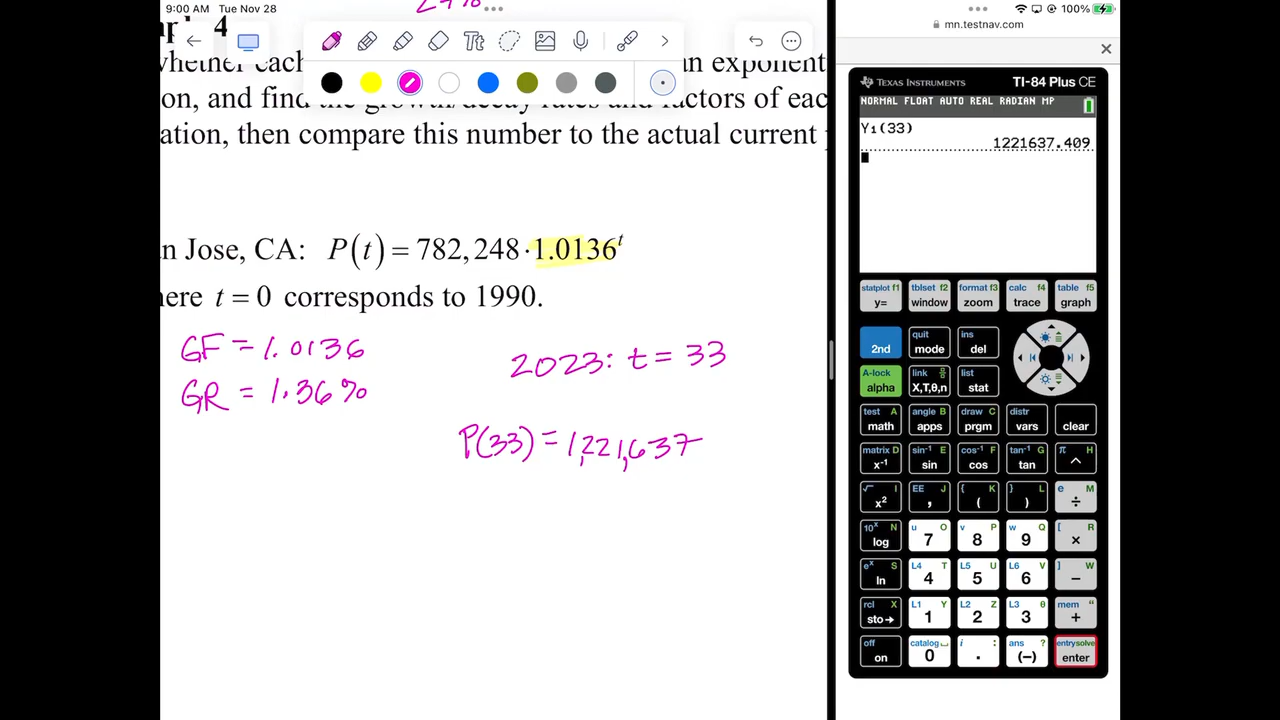 9:00 AM Tue Nov 28
100%
mn.testnav.com
4
Tt
whether each
an exponent
on, and find the growth/decay rates and factors of eac
ation, then compare this number to the actual current
n Jose, CA: P(t) = 782,248·1.0136^t
here t = 0 corresponds to 1990.
GF = 1.0136
GR = 1.36%
2023: t = 33
P(33) = 1,221,637
TEXAS INSTRUMENTS TI-84 Plus CE
NORMAL FLOAT AUTO REAL RADIAN MP
Y₁(33)
1221637.409
statplot f1 tblset f2 format f3 calc f4 table f5
y= window zoom trace graph
quit ins
2nd mode del
A-lock link list
alpha X,T,θ,n stat
test A angle B draw C distr
math apps prgm vars clear
matrix D sin⁻¹ E cos⁻¹ F tan⁻¹ G π H
x⁻¹ sin cos tan ^
√ I EE J { K } L e M
x² , ( ) ÷
10ˣ N u O v P w Q [ R
log 7 8 9 ×
eˣ S L4 T L5 U L6 V ] W
ln 4 5 6 −
rcl X L1 Y L2 Z L3 θ mem "
sto→ 1 2 3 +
off catalog i : ans ? entry solve
on 0 . (−) enter